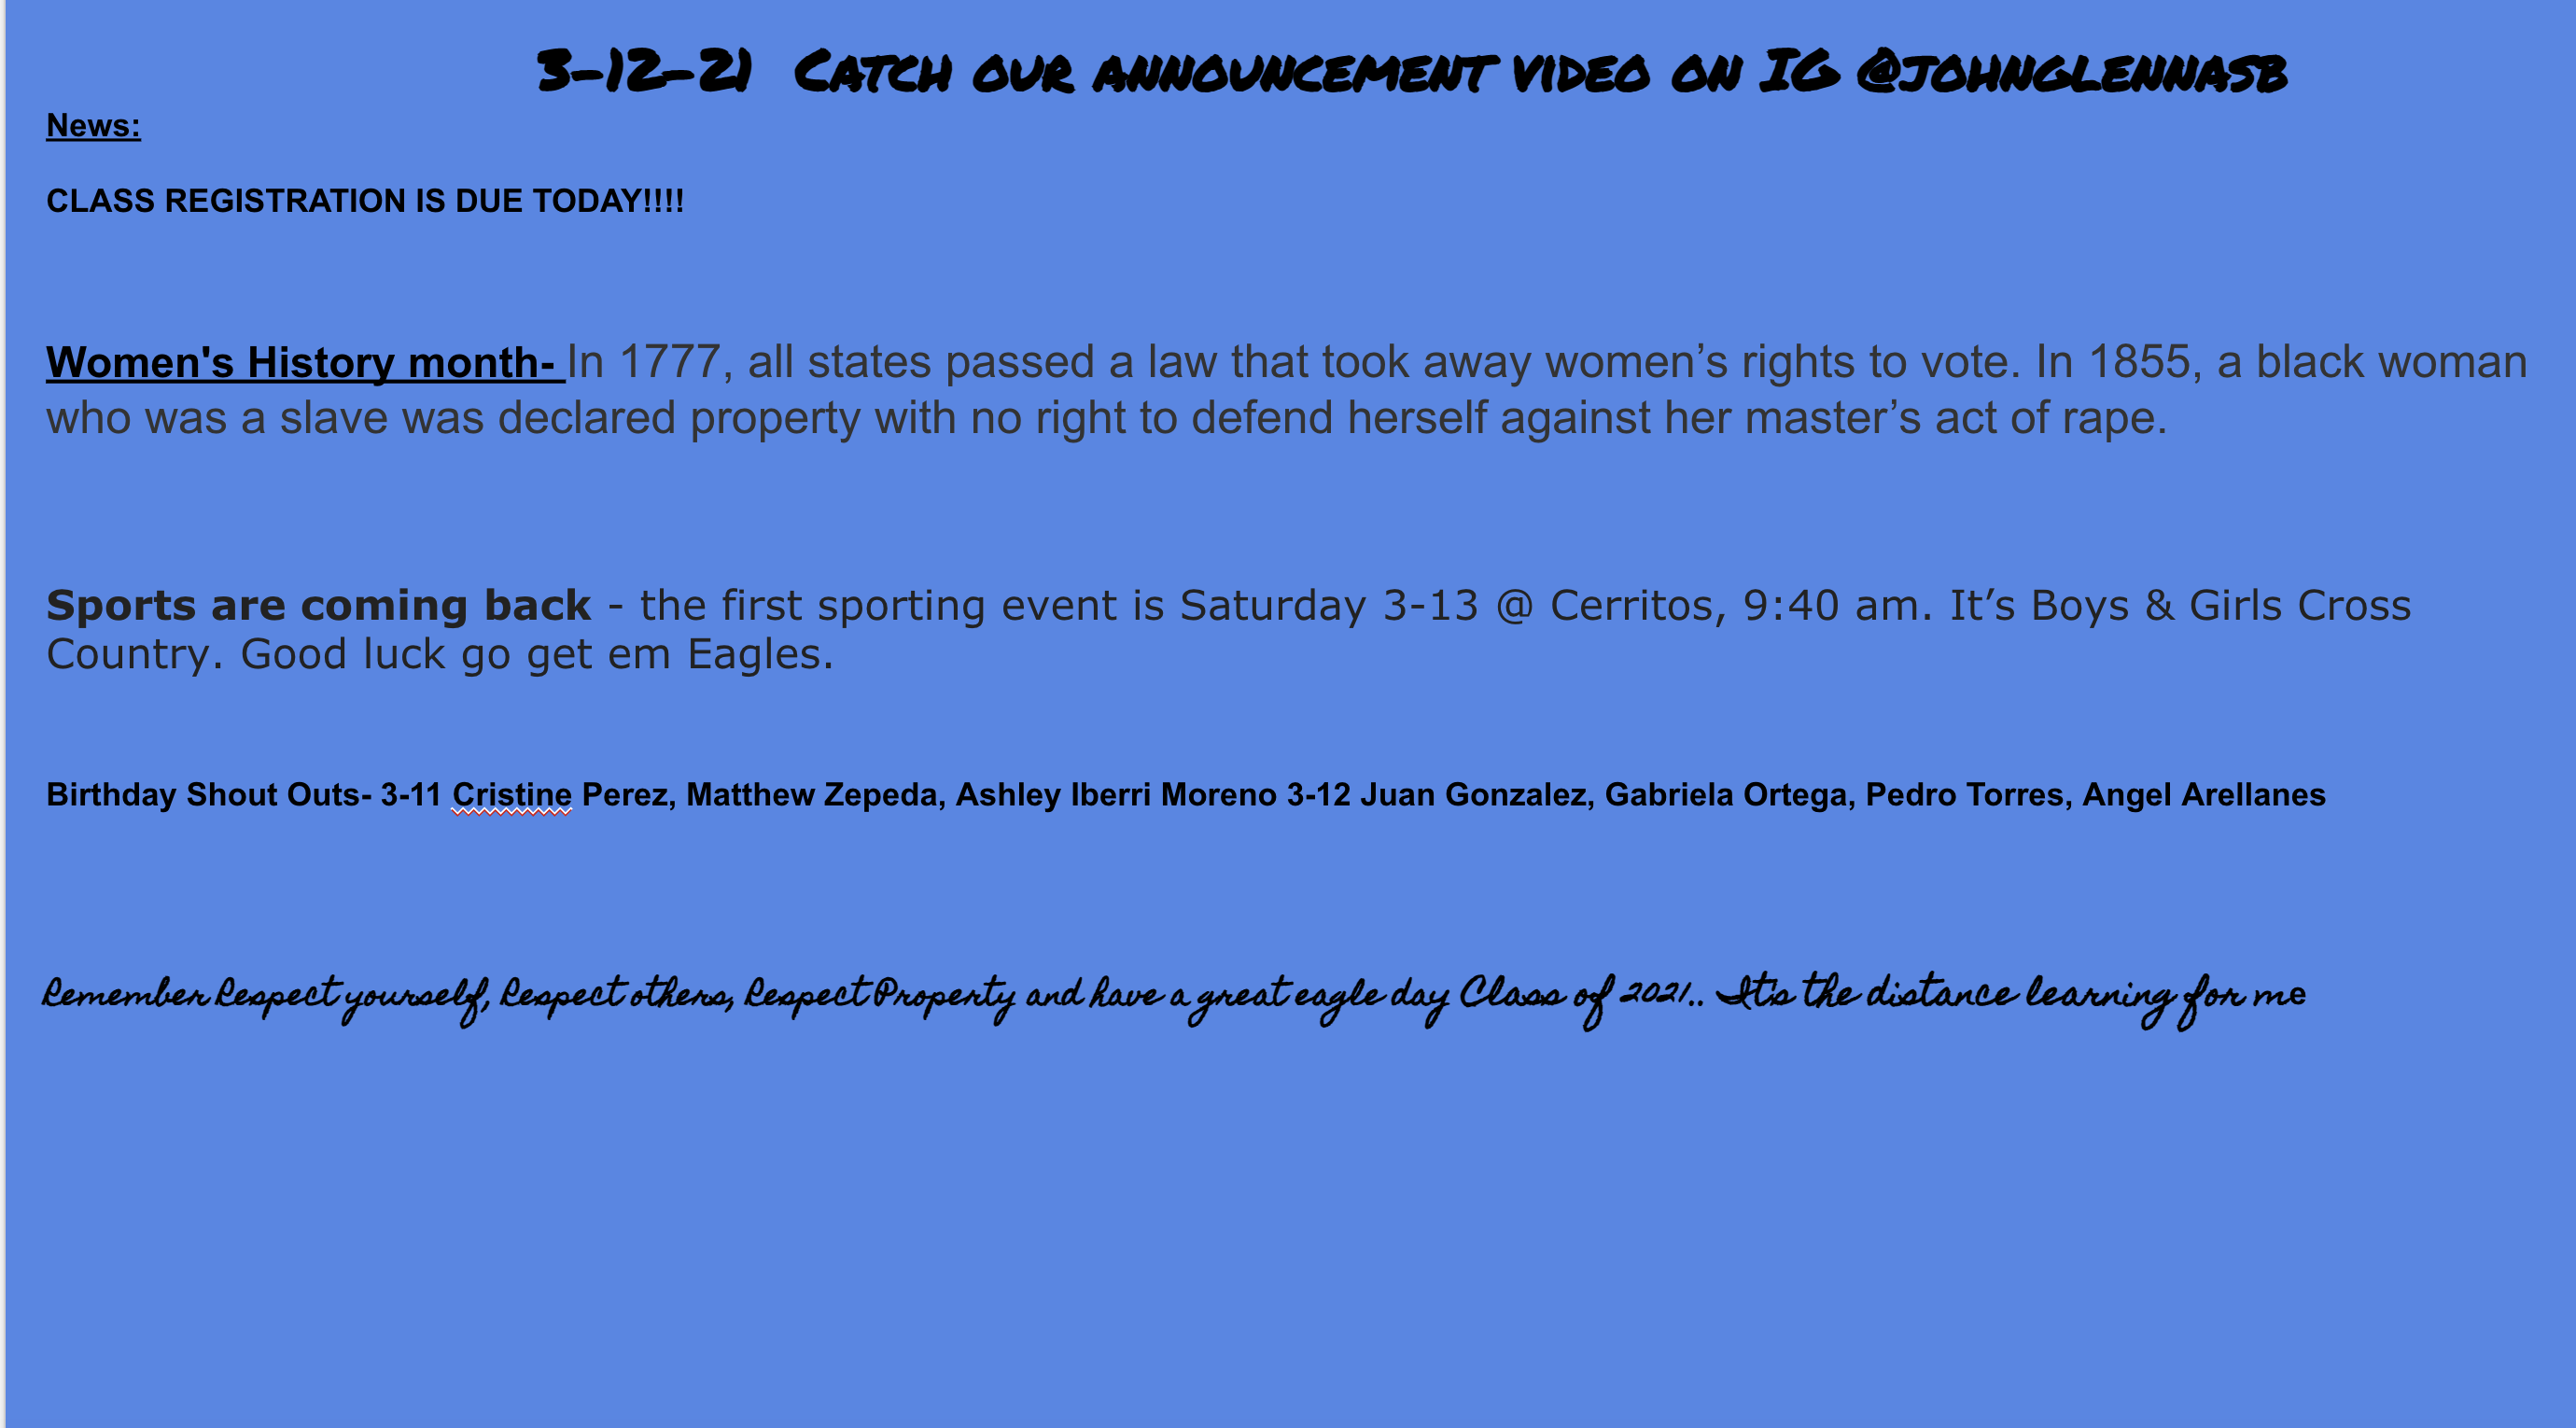 3-12-21 Catch our announcement video on IG @johnglennasb
News:
CLASS REGISTRATION IS DUE TODAY!!!!
Women's History month- In 1777, all states passed a law that took away women’s rights to vote. In 1855, a black woman
who was a slave was declared property with no right to defend herself against her master’s act of rape.
Sports are coming back - the first sporting event is Saturday 3-13 @ Cerritos, 9:40 am. It’s Boys & Girls Cross
Country. Good luck go get em Eagles.
Birthday Shout Outs- 3-11 Cristine Perez, Matthew Zepeda, Ashley Iberri Moreno 3-12 Juan Gonzalez, Gabriela Ortega, Pedro Torres, Angel Arellanes
Remember Respect yourself, Respect others, Respect Property and have a great eagle day Class of 2021.. It's the distance learning for me